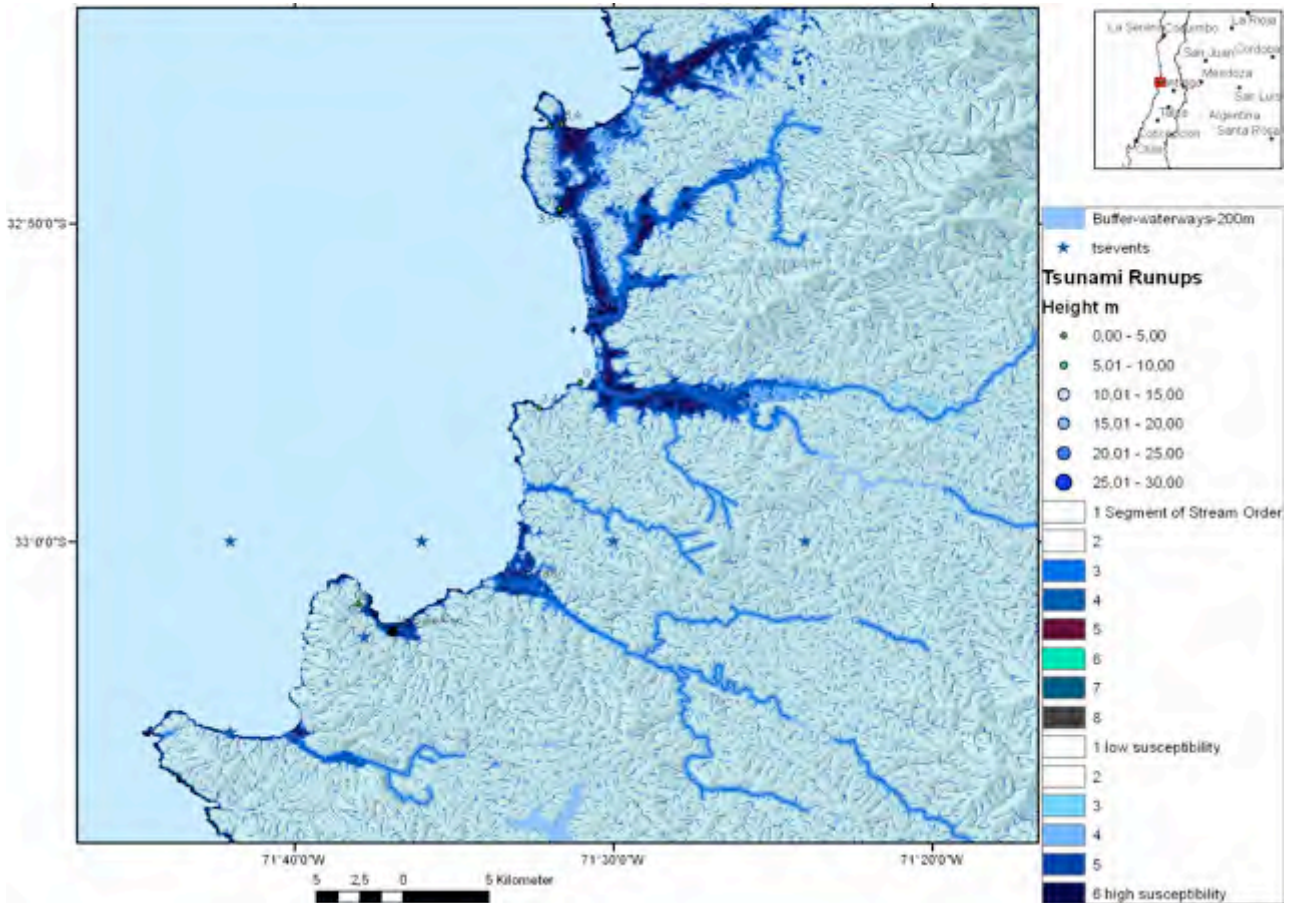 La Serena Coquimbo
La Rioja
San Juan
Cordoba
Mendoza
San Luis
Argentina
Santa Rosa
Chile
32°50'0"S
33°0'0"S
71°40'0"W
71°30'0"W
71°20'0"W
5 2,5 0 5 Kilometer
Buffer-waterways-200m
tsevents
Tsunami Runups
Height m
0,00 - 5,00
5,01 - 10,00
10,01 - 15,00
15,01 - 20,00
20,01 - 25,00
25,01 - 30,00
1 Segment of Stream Order
2
3
4
5
6
7
8
1 low susceptibility
2
3
4
5
6 high susceptibility